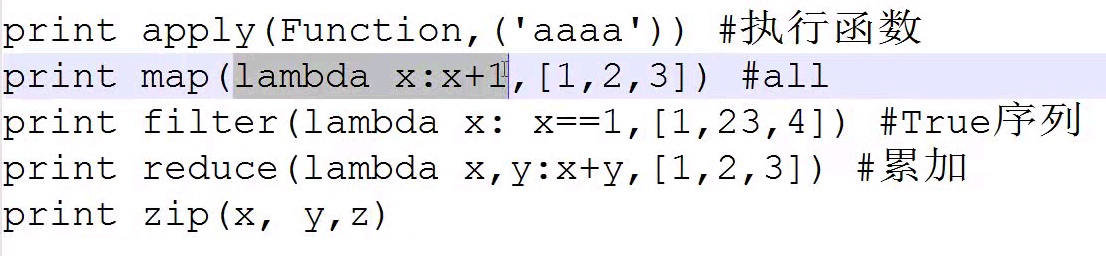 print apply(Function,('aaaa')) #执行函数
print map(lambda x:x+1,[1,2,3]) #all
print filter(lambda x: x==1,[1,23,4]) #True序列
print reduce(lambda x,y:x+y,[1,2,3]) #累加
print zip(x, y,z)